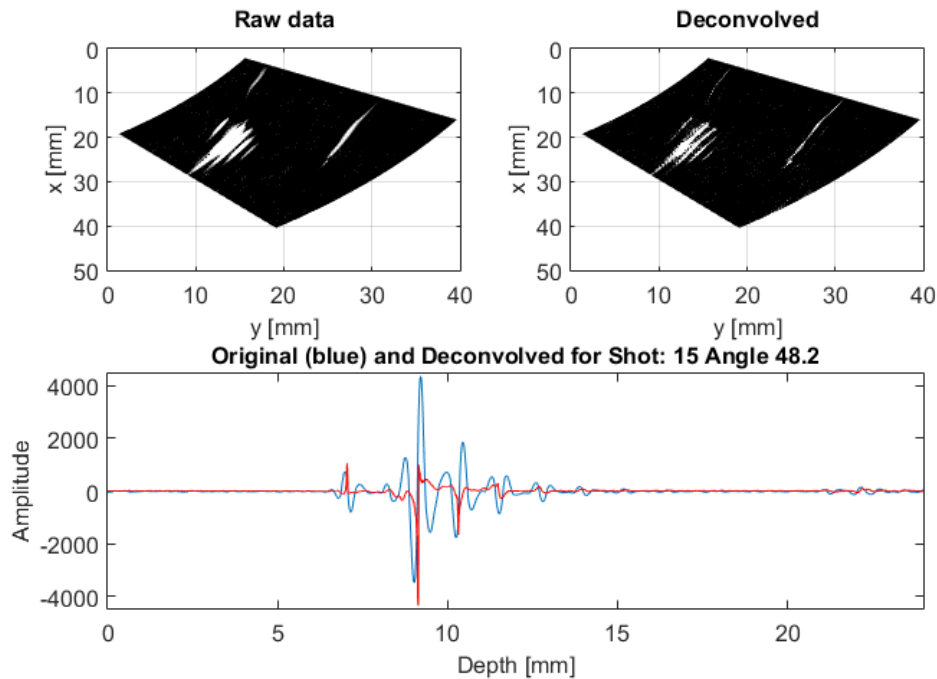 Raw data
Deconvolved
0
10
20
30
40
50
x [mm]
0 10 20 30 40
y [mm]
0
10
20
30
40
50
x [mm]
0 10 20 30 40
y [mm]
Original (blue) and Deconvolved for Shot: 15 Angle 48.2
4000
2000
0
-2000
-4000
Amplitude
0 5 10 15 20
Depth [mm]